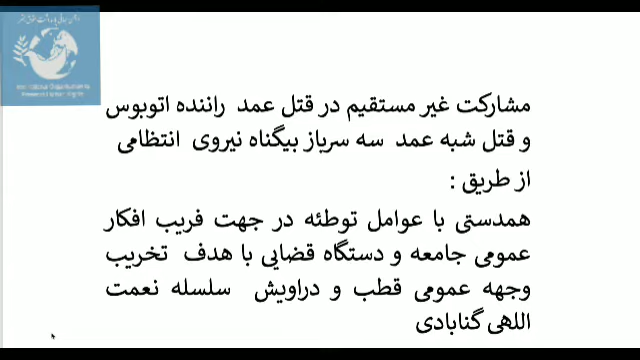 مشارکت غیر مستقیم در قتل عمد راننده اتوبوس
و قتل شبه عمد سه سرباز بیگناه نیروی انتظامی
از طریق :
همدستی با عوامل توطئه در جهت فریب افکار
عمومی جامعه و دستگاه قضایی با هدف تخریب
وجهه عمومی قطب و دراویش سلسله نعمت
اللهی گنابادی